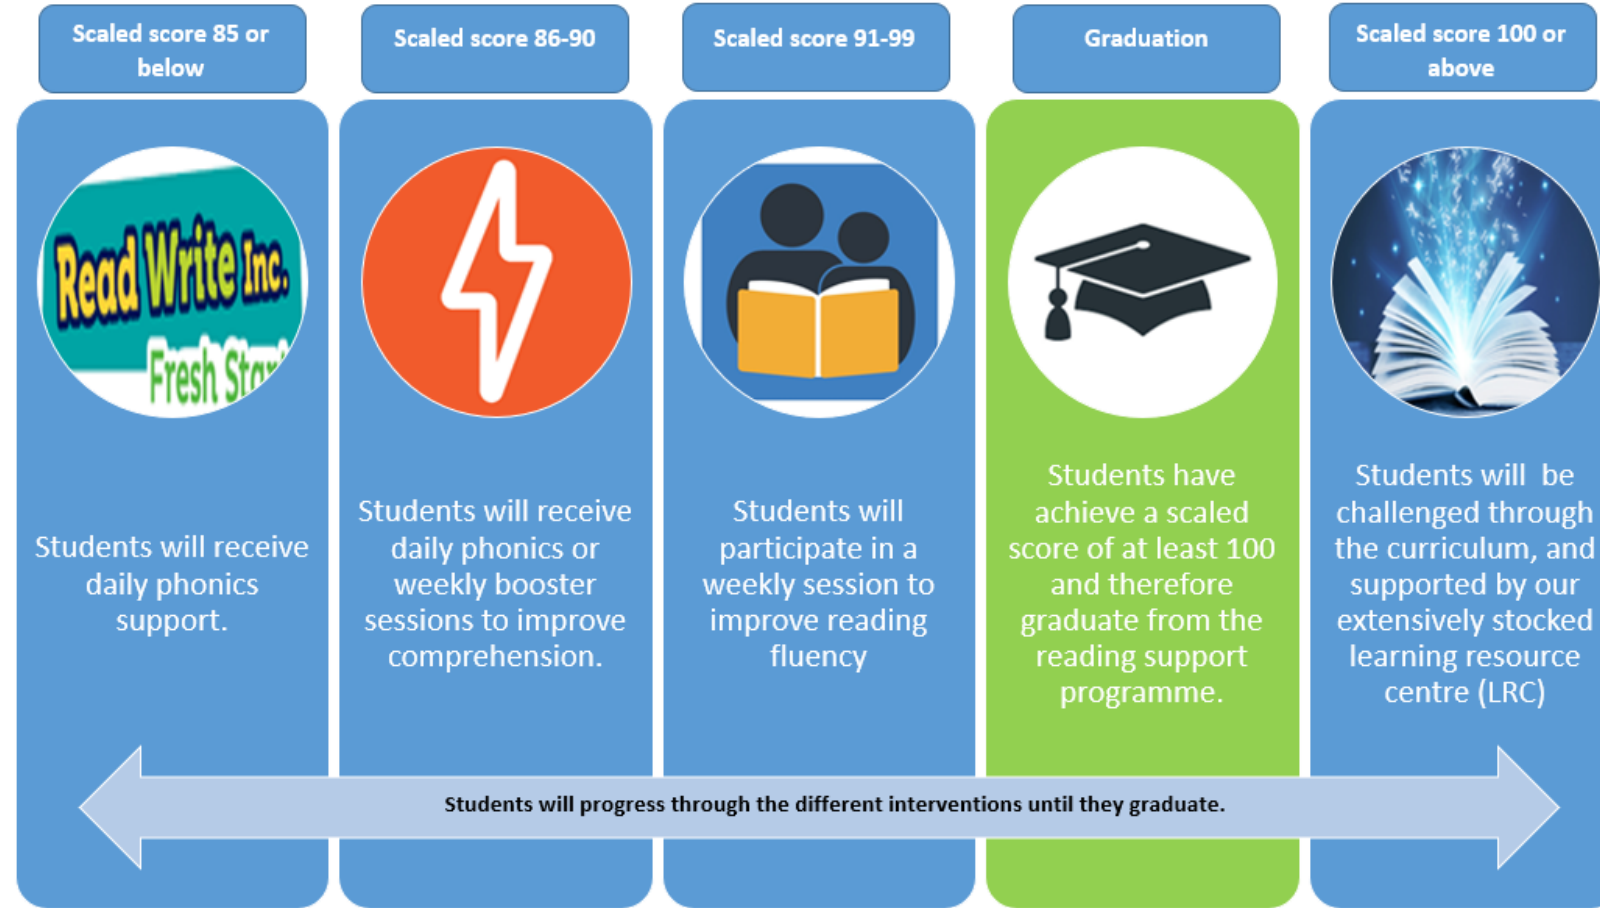 Scaled score 85 or
below
Read Write Inc.
Fresh Start
Students will receive
daily phonics
support.
Scaled score 86-90
Students will receive
daily phonics or
weekly booster
sessions to improve
comprehension.
Scaled score 91-99
Students will
participate in a
weekly session to
improve reading
fluency
Graduation
Students have
achieve a scaled
score of at least 100
and therefore
graduate from the
reading support
programme.
Scaled score 100 or
above
Students will  be
challenged through
the curriculum, and
supported by our
extensively stocked
learning resource
centre (LRC)
Students will progress through the different interventions until they graduate.